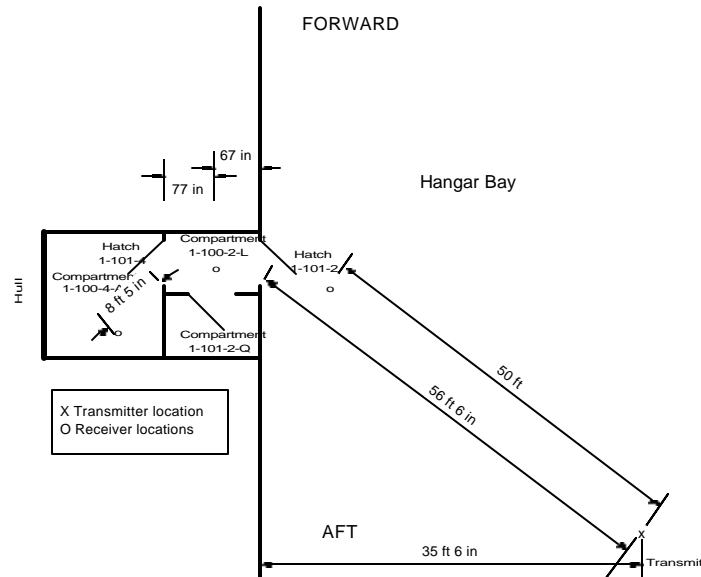 FORWARD
67 in
77 in
Hangar Bay
Hatch
1-101-4
Compartment
1-100-2-L
o
Hatch
1-101-2
o
Hull
1-100-4-
8 ft 5 in
o
Compartment
1-101-2-Q
50 ft
56 ft 6 in
X Transmitter location
O Receiver locations
AFT
35 ft 6 in
x